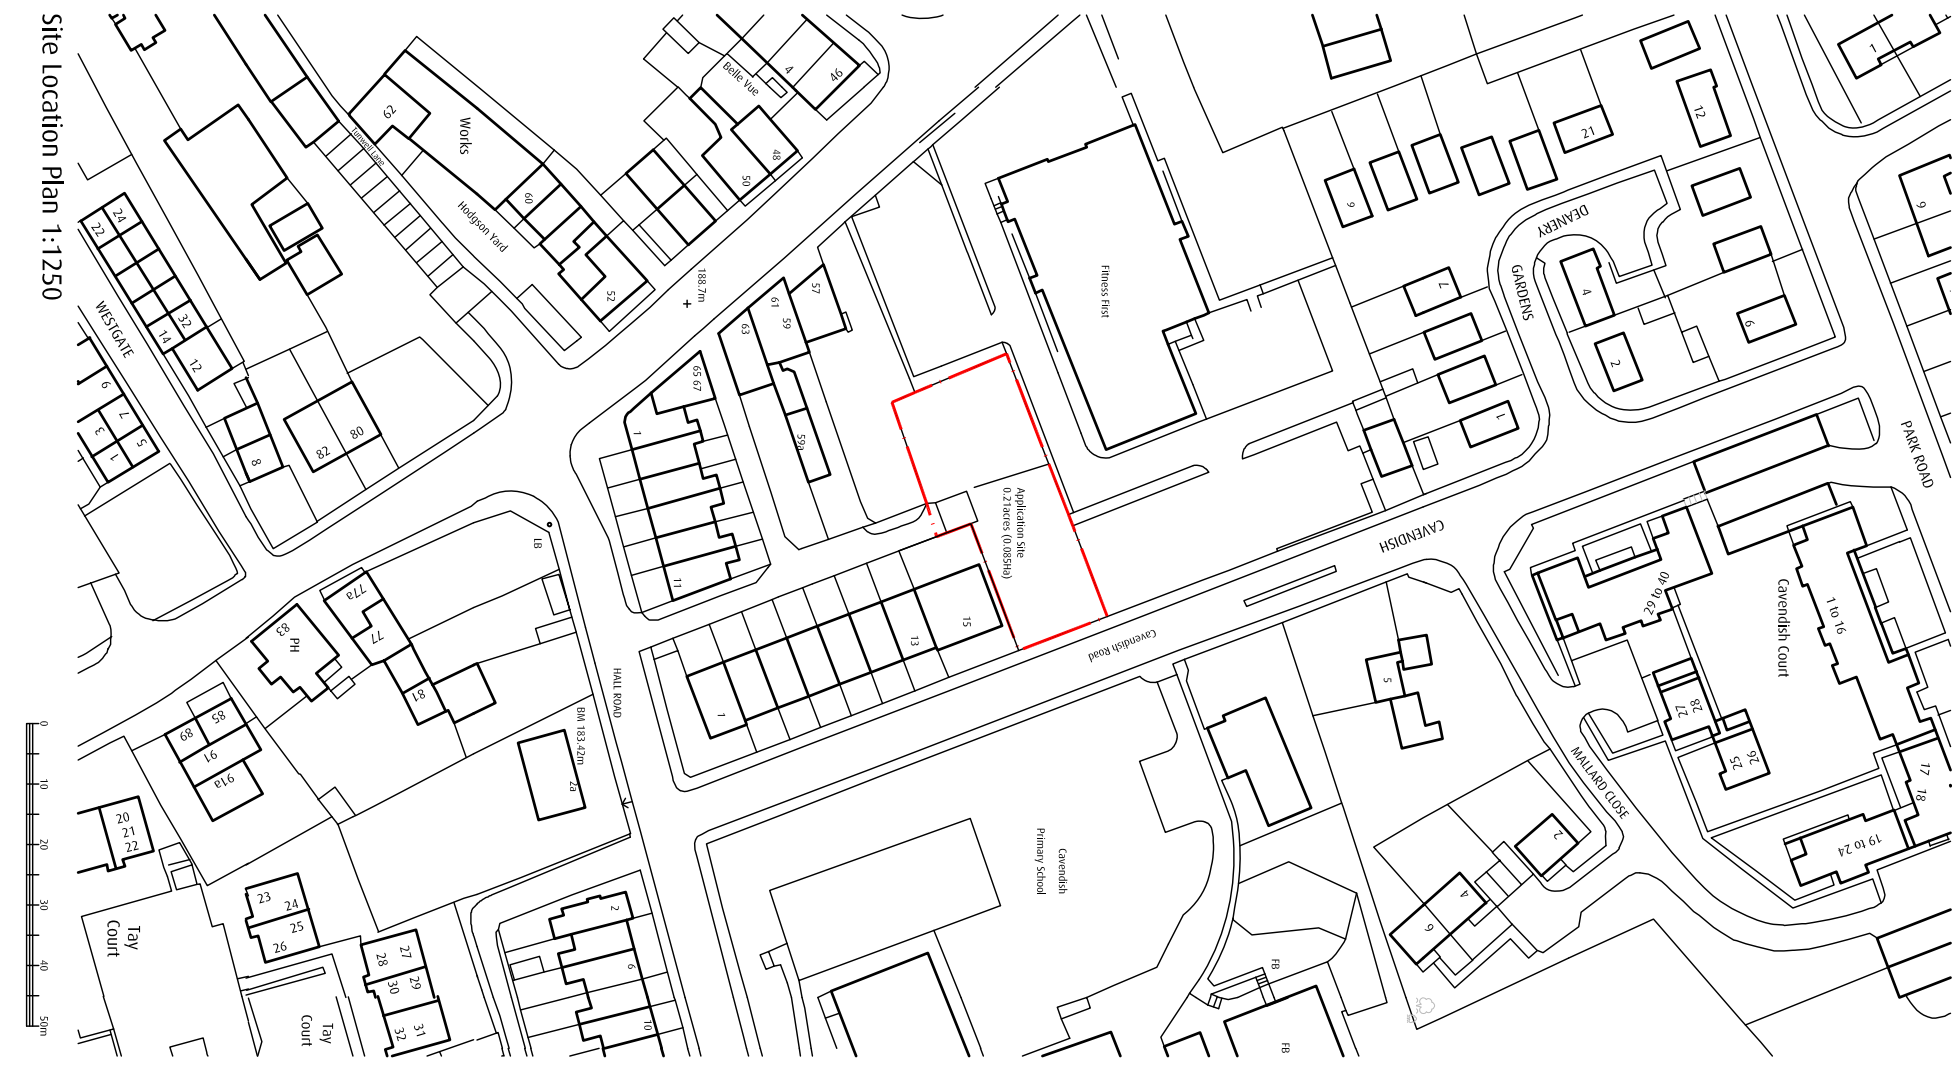 Site Location Plan 1:1250
0
10
20
30
40
50m
WESTGATE
22
24
32
14
12
9
7
3
5
1
8
82
80
62
Works
Tunwell Lane
60
Hodgson Yard
52
Belle Vue
4
46
48
50
188.7m
57
61
59
63
59a
65 67
1
11
Fitness First
Application Site
0.21acres (0.085Ha)
15
13
1
Cavendish Road
CAVENDISH
HALL ROAD
LB
BM 183.42m
2a
77a
77
83
PH
81
85
89
91
91a
20
21
22
23
24
25
26
27
28
29
30
31
32
Tay
Court
Tay
Court
2
6
10
Cavendish
Primary School
FB
FB
5
2
4
6
MALLARD CLOSE
DEANERY
GARDENS
9
21
12
7
1
4
2
6
1
9
PARK ROAD
Cavendish Court
1 to 16
29 to 40
28
27
26
25
17
18
19 to 24